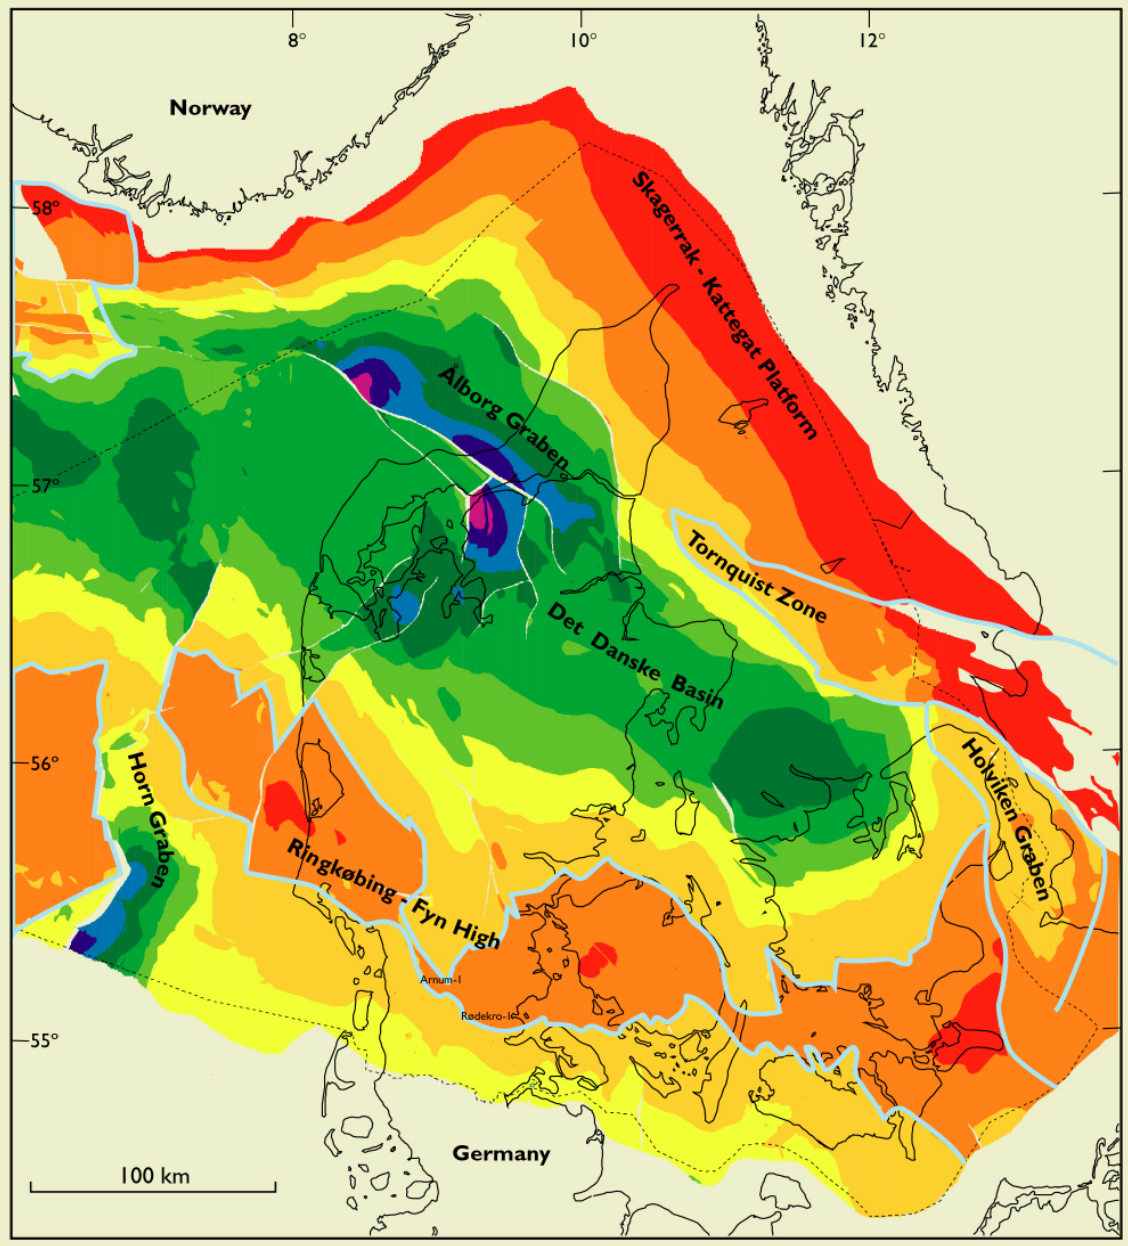 8°
10°
12°
Norway
58°
Skagerrak - Kattegat Platform
Ålborg Graben
57°
Tornquist Zone
Det Danske Basin
56°
Horn Graben
Holviken Graben
Ringkøbing - Fyn High
Arnum-1
Rødekro-1
55°
Germany
100 km